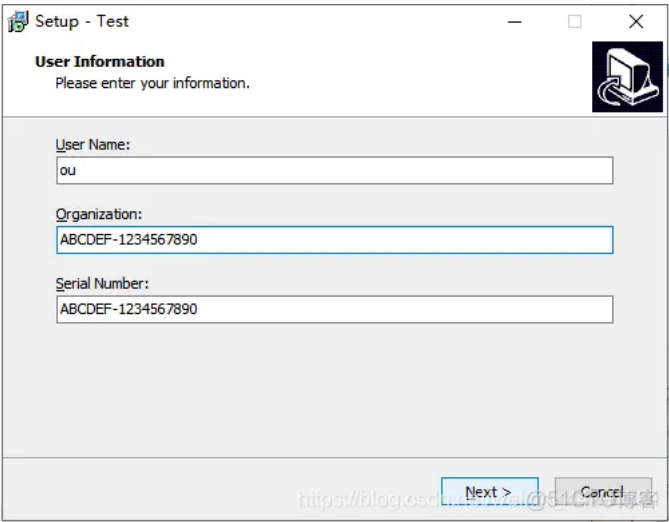 Setup - Test
User Information
Please enter your information.
User Name:
ou
Organization:
ABCDEF-1234567890
Serial Number:
ABCDEF-1234567890
Next >
Cancel